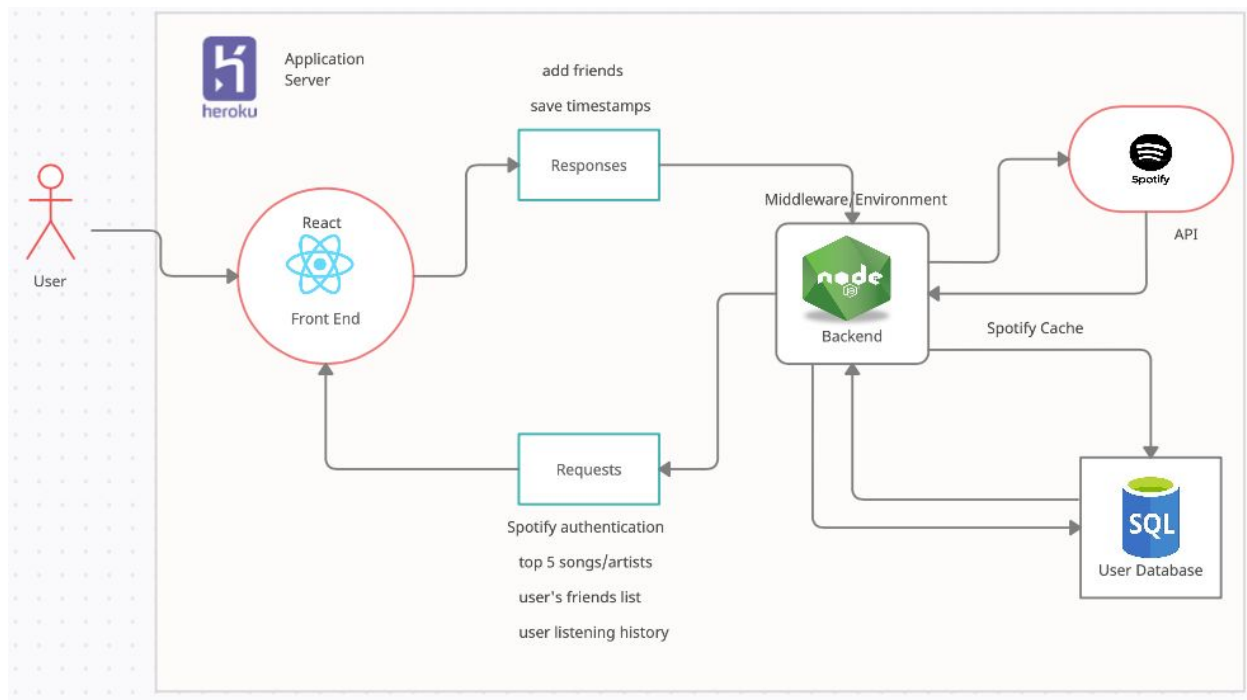 heroku
Application
Server
add friends
save timestamps
Responses
Spotify
API
Middleware/Environment
node
JS
Backend
User
React
Front End
Spotify Cache
Requests
Spotify authentication
top 5 songs/artists
user's friends list
user listening history
SQL
User Database